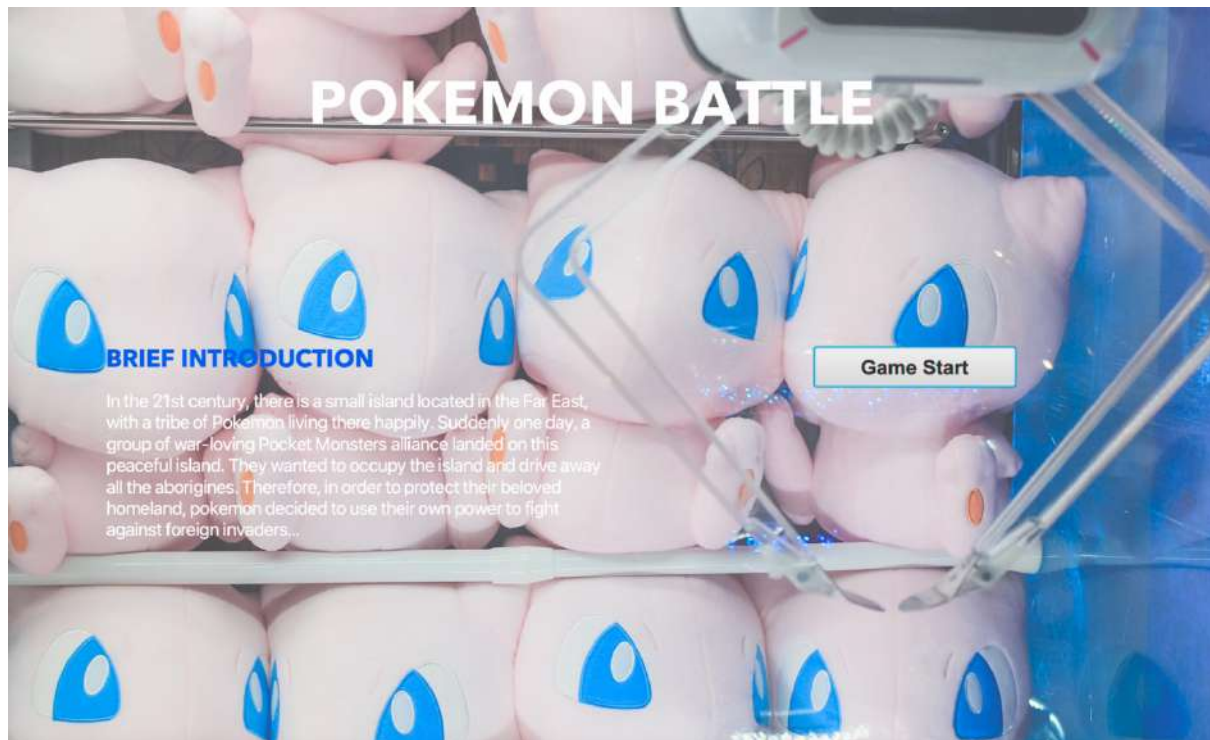 POKEMON BATTLE
BRIEF INTRODUCTION
In the 21st century, there is a small island located in the Far East,
with a tribe of Pokemon living there happily. Suddenly one day, a
group of war-loving Pocket Monsters alliance landed on this
peaceful island. They wanted to occupy the island and drive away
all the aborigines. Therefore, in order to protect their beloved
homeland, pokemon decided to use their own power to fight
against foreign invaders...
Game Start